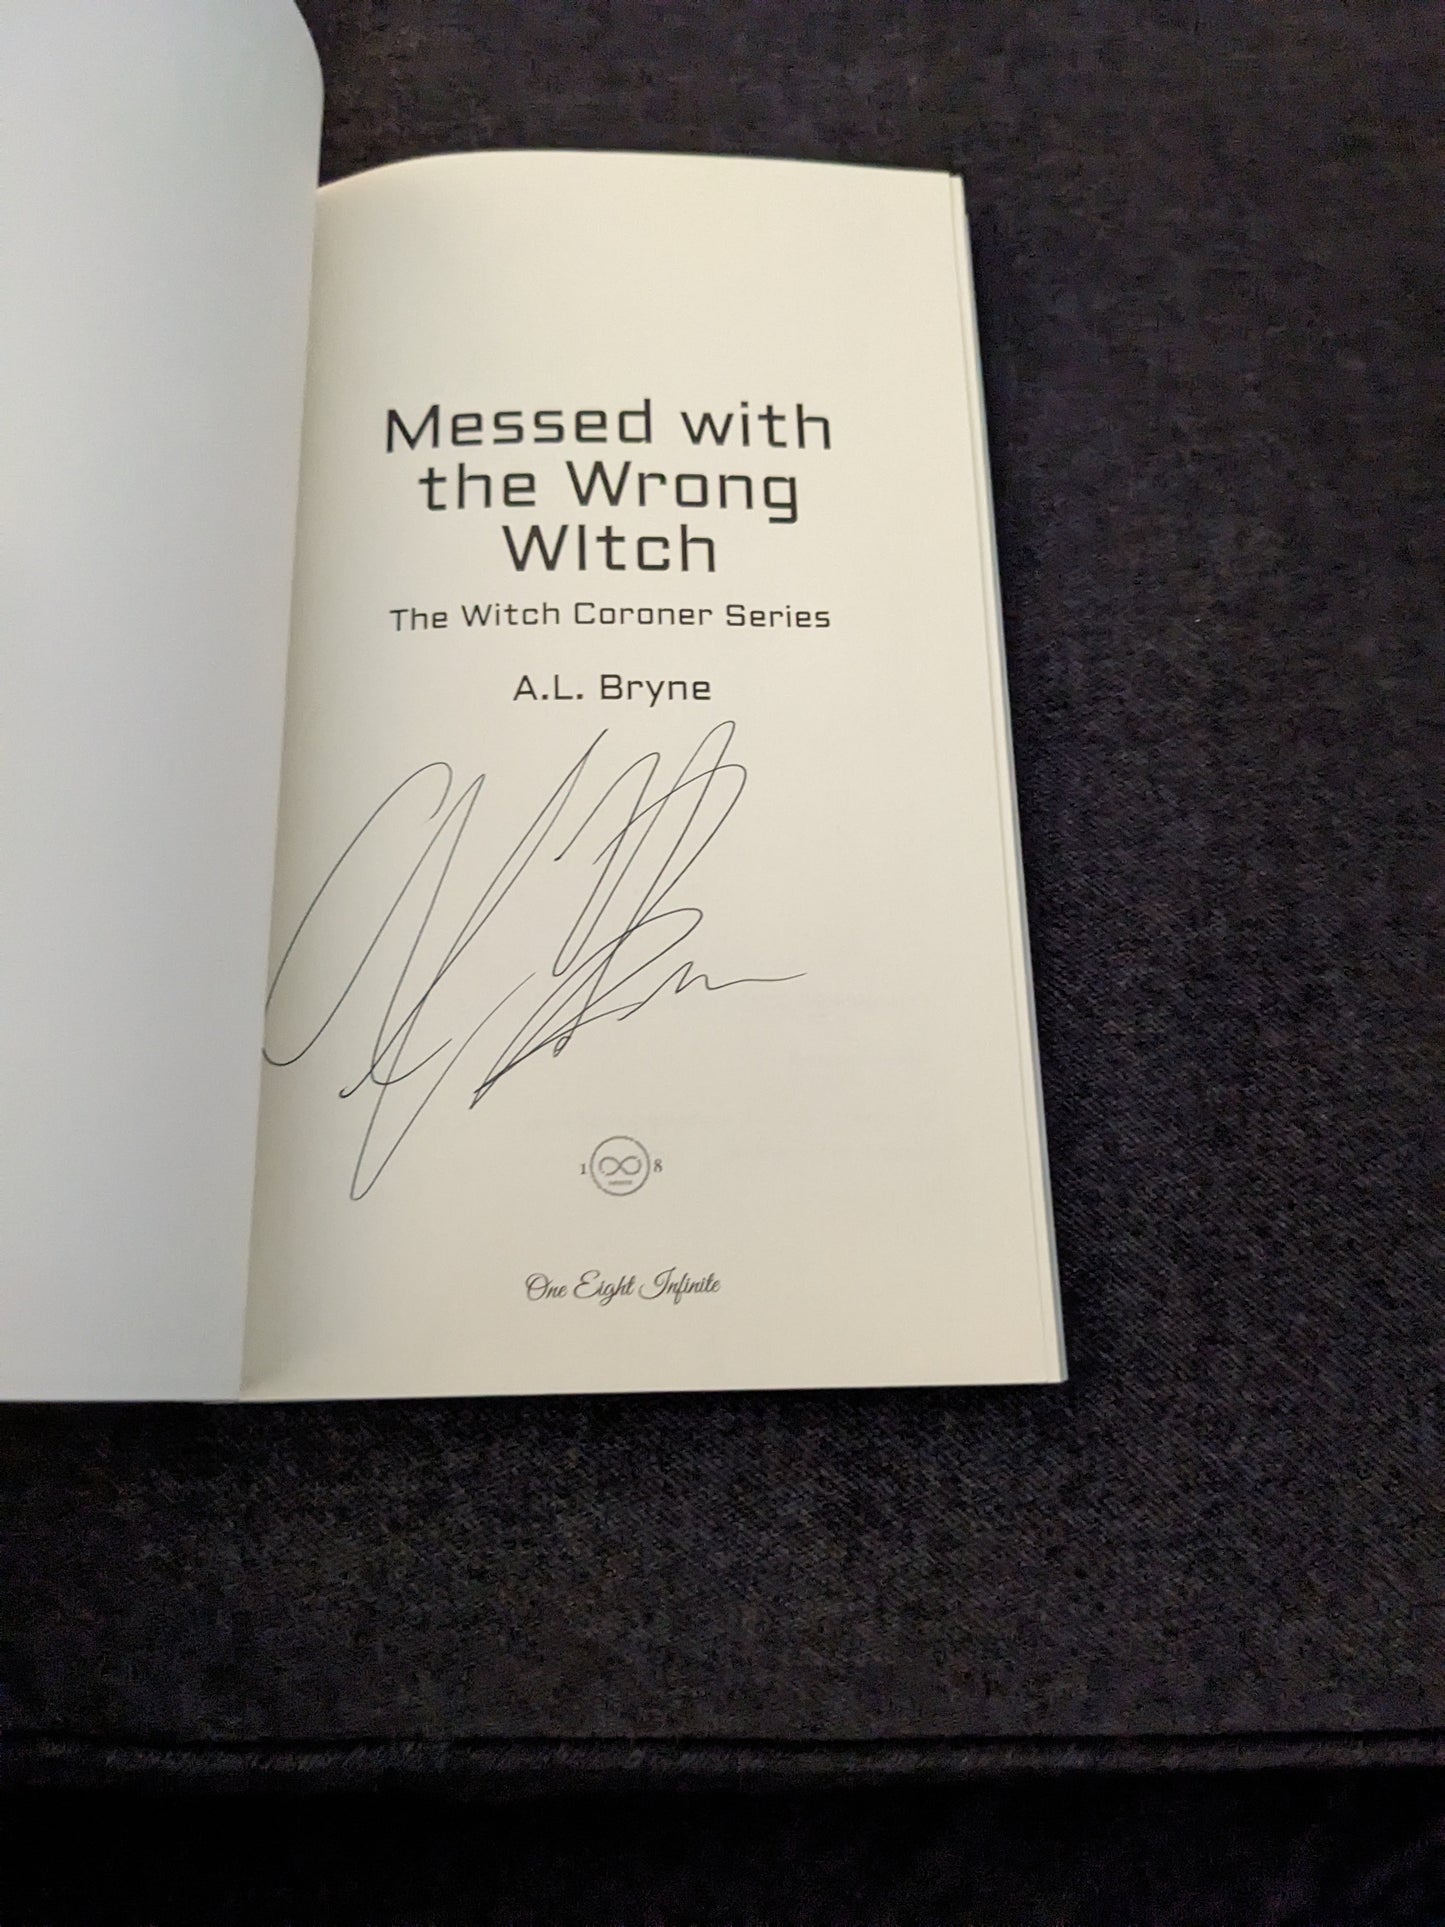 Messed with
the Wrong
WItch
The Witch Coroner Series
A.L. Bryne
1 8
One Eight Infinite